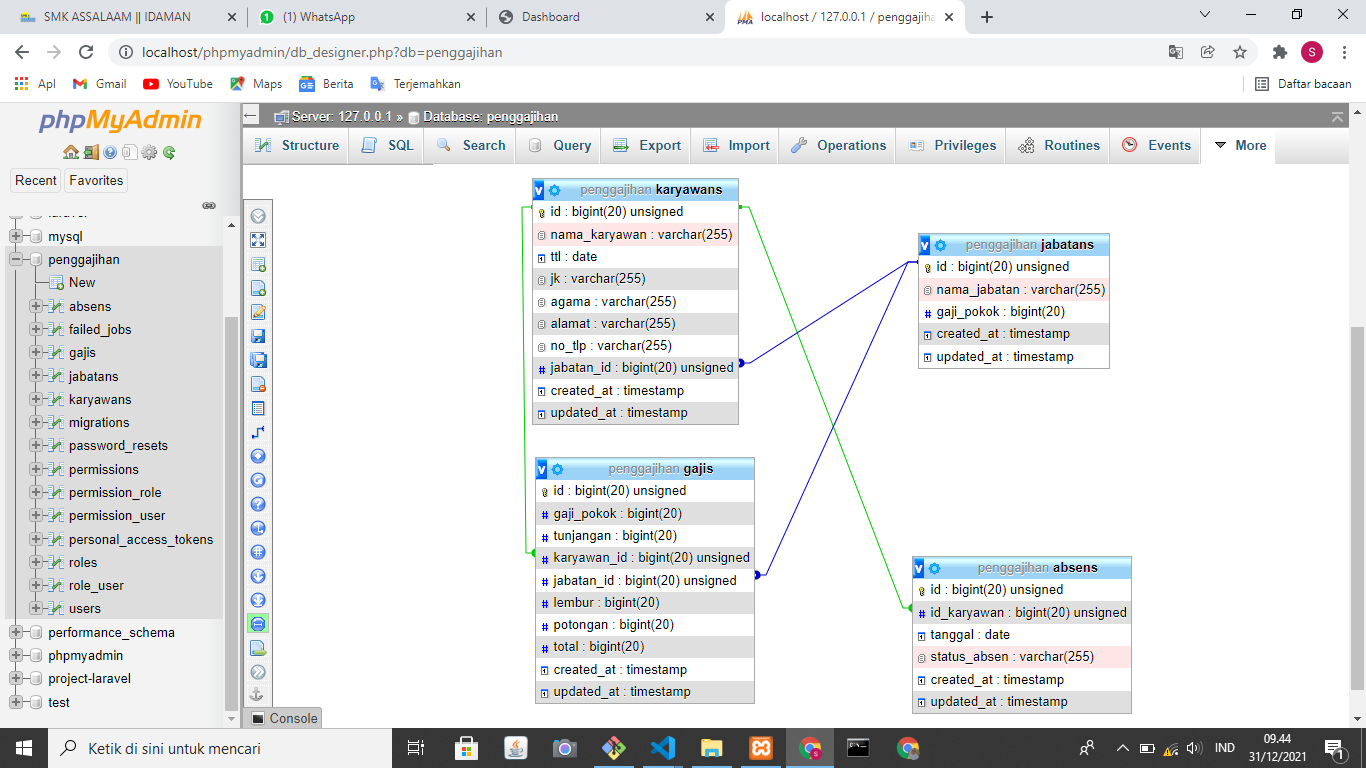 SMK ASSALAAM || IDAMAN
(1) WhatsApp
Dashboard
localhost / 127.0.0.1 / penggajiha
localhost/phpmyadmin/db_designer.php?db=penggajihan
S
Apl
Gmail
YouTube
Maps
Berita
Terjemahkan
Daftar bacaan
phpMyAdmin
Recent
Favorites
mysql
penggajihan
New
absens
failed_jobs
gajis
jabatans
karyawans
migrations
password_resets
permissions
permission_role
permission_user
personal_access_tokens
roles
role_user
users
performance_schema
phpmyadmin
project-laravel
test
Server: 127.0.0.1 » Database: penggajihan
Structure
SQL
Search
Query
Export
Import
Operations
Privileges
Routines
Events
More
penggajihan karyawans
id : bigint(20) unsigned
nama_karyawan : varchar(255)
ttl : date
jk : varchar(255)
agama : varchar(255)
alamat : varchar(255)
no_tlp : varchar(255)
jabatan_id : bigint(20) unsigned
created_at : timestamp
updated_at : timestamp
penggajihan jabatans
id : bigint(20) unsigned
nama_jabatan : varchar(255)
gaji_pokok : bigint(20)
created_at : timestamp
updated_at : timestamp
penggajihan gajis
id : bigint(20) unsigned
gaji_pokok : bigint(20)
tunjangan : bigint(20)
karyawan_id : bigint(20) unsigned
jabatan_id : bigint(20) unsigned
lembur : bigint(20)
potongan : bigint(20)
total : bigint(20)
created_at : timestamp
updated_at : timestamp
penggajihan absens
id : bigint(20) unsigned
id_karyawan : bigint(20) unsigned
tanggal : date
status_absen : varchar(255)
created_at : timestamp
updated_at : timestamp
Console
Ketik di sini untuk mencari
IND
09.44
31/12/2021
1